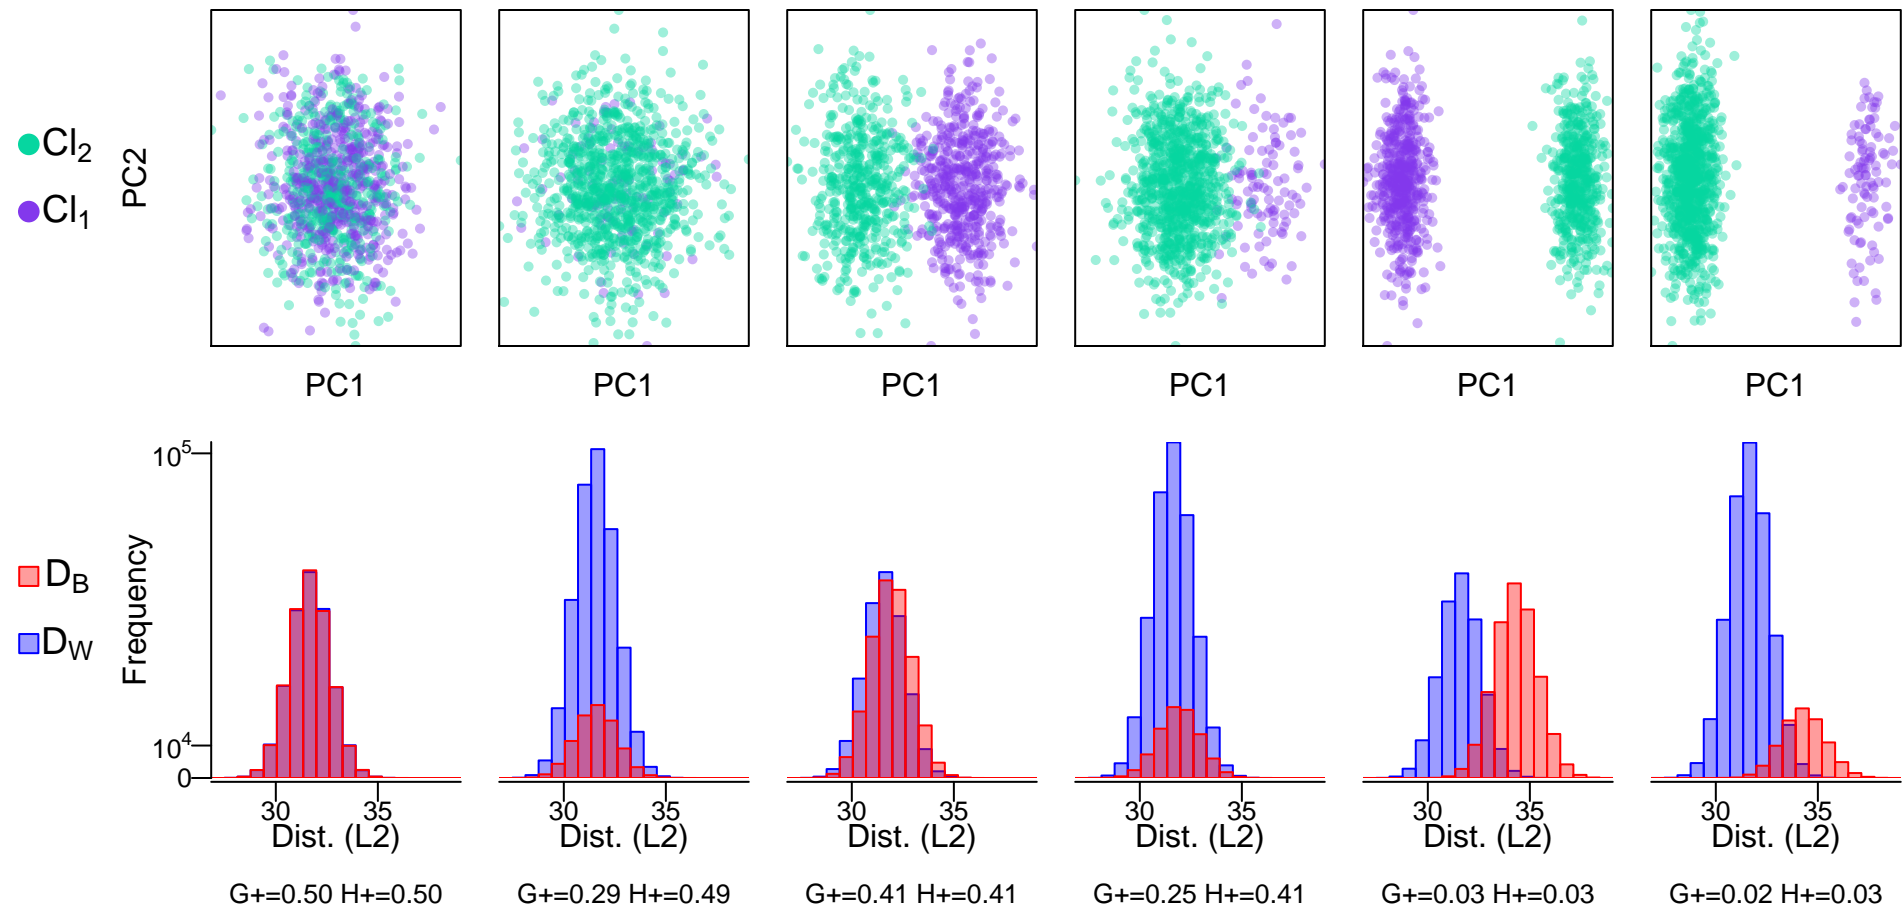 Cl2
Cl1
PC2
PC1 PC1 PC1 PC1 PC1 PC1
DB
DW
Frequency
10^5
10^4
0
30 35 30 35 30 35 30 35 30 35 30 35
Dist. (L2) Dist. (L2) Dist. (L2) Dist. (L2) Dist. (L2) Dist. (L2)
G+=0.50 H+=0.50 G+=0.29 H+=0.49 G+=0.41 H+=0.41 G+=0.25 H+=0.41 G+=0.03 H+=0.03 G+=0.02 H+=0.03